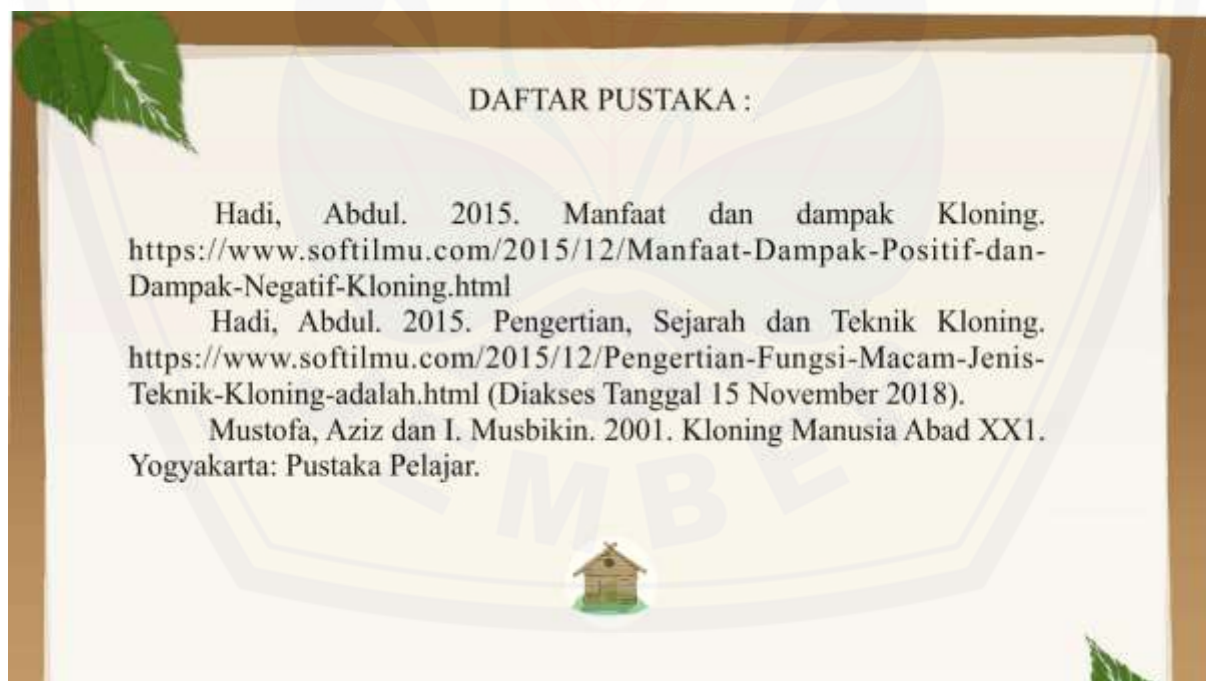 DAFTAR PUSTAKA :
Hadi, Abdul. 2015. Manfaat dan dampak Kloning.
https://www.softilmu.com/2015/12/Manfaat-Dampak-Positif-dan-
Dampak-Negatif-Kloning.html
Hadi, Abdul. 2015. Pengertian, Sejarah dan Teknik Kloning.
https://www.softilmu.com/2015/12/Pengertian-Fungsi-Macam-Jenis-
Teknik-Kloning-adalah.html (Diakses Tanggal 15 November 2018).
Mustofa, Aziz dan I. Musbikin. 2001. Kloning Manusia Abad XX1.
Yogyakarta: Pustaka Pelajar.